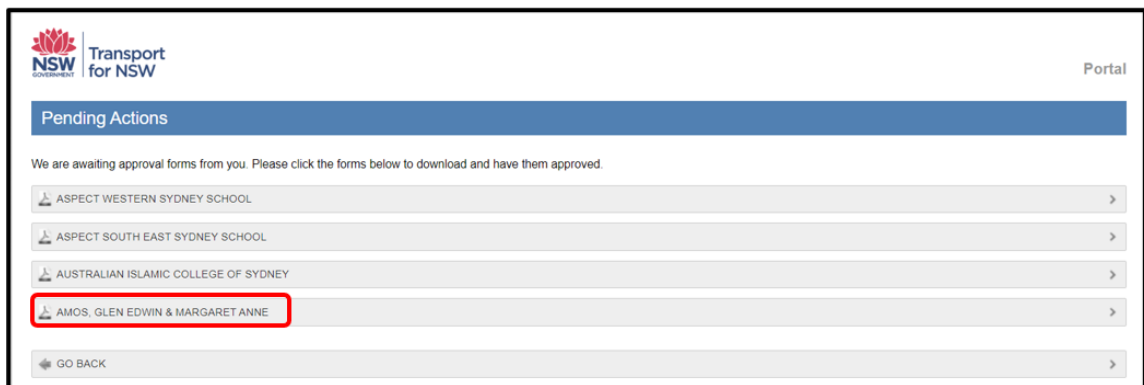 NSW
GOVERNMENT
Transport
for NSW
Portal
Pending Actions
We are awaiting approval forms from you. Please click the forms below to download and have them approved.
ASPECT WESTERN SYDNEY SCHOOL
ASPECT SOUTH EAST SYDNEY SCHOOL
AUSTRALIAN ISLAMIC COLLEGE OF SYDNEY
AMOS, GLEN EDWIN & MARGARET ANNE
GO BACK